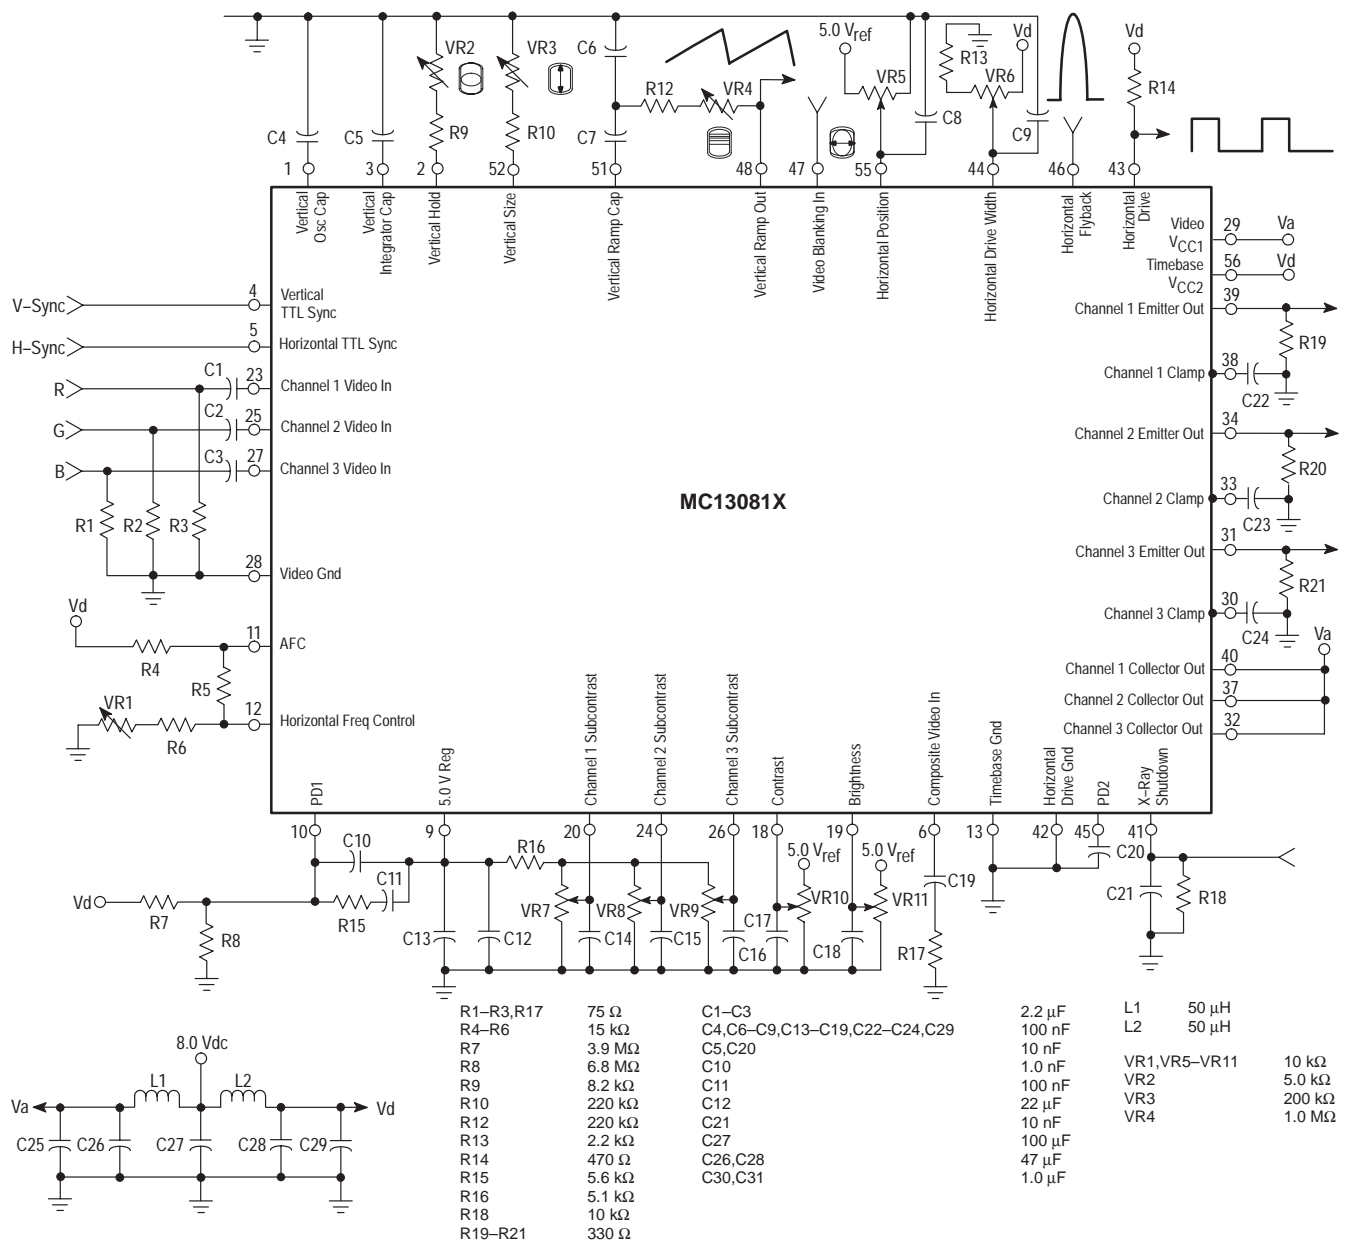 5.0 Vref
Vd
Vd
C6
VR2
VR3
R13
VR5
VR6
R12
VR4
R14
C4
C5
R9
R10
C7
C8
C9
1
3
2
52
51
48
47
55
44
46
43
Vertical
Osc Cap
Vertical
Integrator Cap
Vertical Hold
Vertical Size
Vertical Ramp Cap
Vertical Ramp Out
Video Blanking In
Horizontal Position
Horizontal Drive Width
Horizontal
Flyback
Horizontal
Drive
Video
VCC1
29
Va
Timebase
VCC2
56
Vd
V–Sync
4
Vertical
TTL Sync
Channel 1 Emitter Out
39
H–Sync
5
Horizontal TTL Sync
R19
R
C1
23
Channel 1 Video In
Channel 1 Clamp
38
C22
G
C2
25
Channel 2 Video In
Channel 2 Emitter Out
34
B
C3
27
Channel 3 Video In
R20
MC13081X
Channel 2 Clamp
33
C23
R1
R2
R3
Channel 3 Emitter Out
31
28
Video Gnd
R21
Channel 3 Clamp
30
C24
Vd
11
AFC
R4
R5
Va
Channel 1 Collector Out
40
Channel 2 Collector Out
37
Channel 3 Collector Out
32
VR1
12
Horizontal Freq Control
R6
PD1
5.0 V Reg
Channel 1 Subcontrast
Channel 2 Subcontrast
Channel 3 Subcontrast
Contrast
Brightness
Composite Video In
Timebase Gnd
Horizontal
Drive Gnd
PD2
X–Ray
Shutdown
10
9
20
24
26
18
19
6
13
42
45
41
C10
R16
5.0 Vref
5.0 Vref
C20
C11
C19
C21
R18
Vd
R7
R15
VR7
VR8
VR9
VR10
VR11
R8
C13
C12
C14
C15
C17
C16
C18
R17
R1–R3,R17 75 Ω
R4–R6 15 kΩ
R7 3.9 MΩ
R8 6.8 MΩ
R9 8.2 kΩ
R10 220 kΩ
R12 220 kΩ
R13 2.2 kΩ
R14 470 Ω
R15 5.6 kΩ
R16 5.1 kΩ
R18 10 kΩ
R19–R21 330 Ω
C1–C3 2.2 µF
C4,C6–C9,C13–C19,C22–C24,C29 100 nF
C5,C20 10 nF
C10 1.0 nF
C11 100 nF
C12 22 µF
C21 10 nF
C27 100 µF
C26,C28 47 µF
C30,C31 1.0 µF
L1 50 µH
L2 50 µH
VR1,VR5–VR11 10 kΩ
VR2 5.0 kΩ
VR3 200 kΩ
VR4 1.0 MΩ
8.0 Vdc
L1
L2
Va
Vd
C25
C26
C27
C28
C29